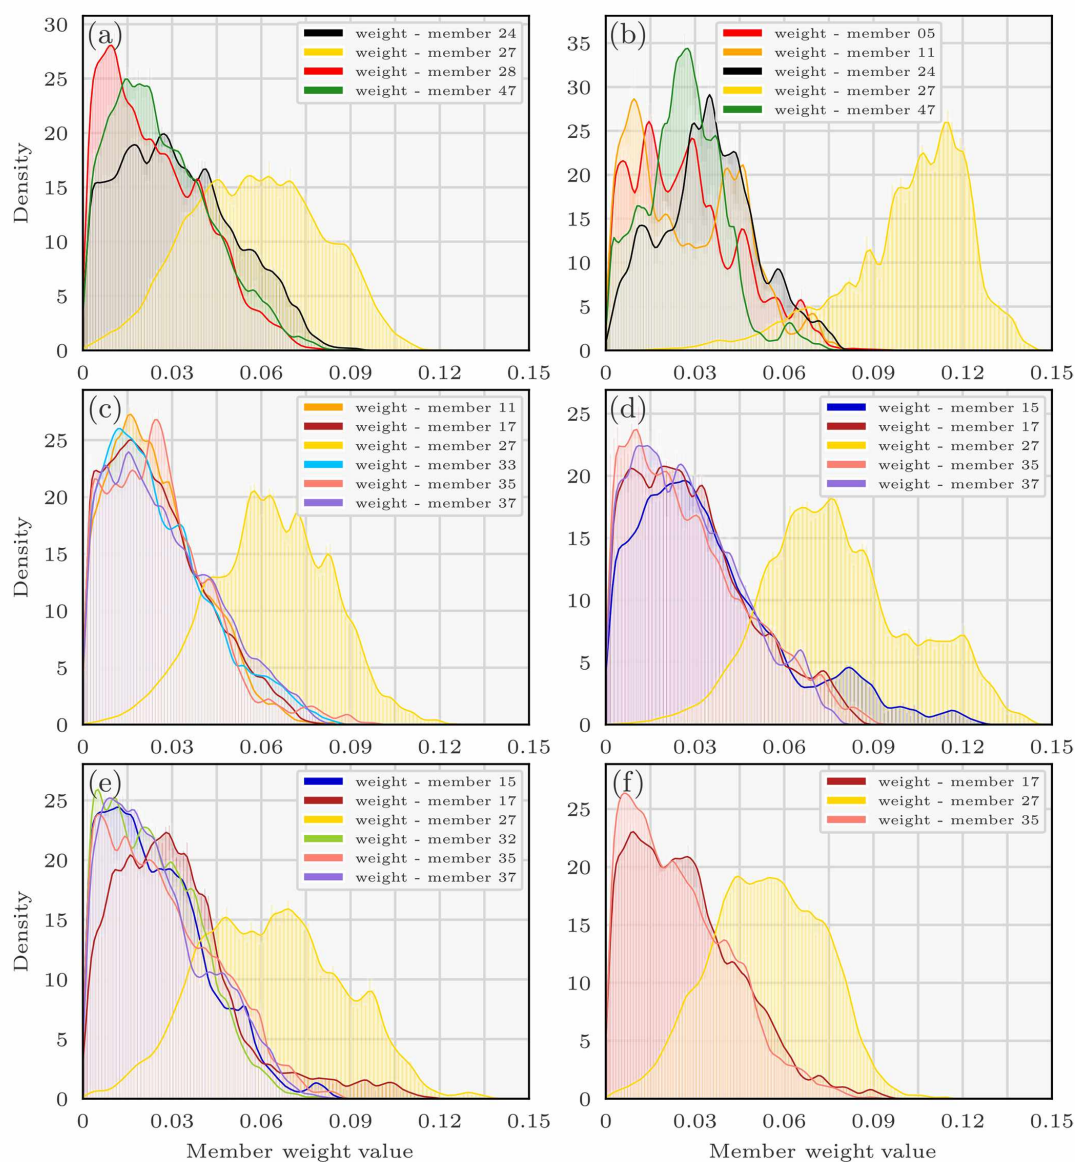 (a)
weight - member 24
weight - member 27
weight - member 28
weight - member 47
Density
30
25
20
15
10
5
0
0 0.03 0.06 0.09 0.12 0.15
(b)
weight - member 05
weight - member 11
weight - member 24
weight - member 27
weight - member 47
35
30
25
20
15
10
5
0
0 0.03 0.06 0.09 0.12 0.15
(c)
weight - member 11
weight - member 17
weight - member 27
weight - member 33
weight - member 35
weight - member 37
Density
25
20
15
10
5
0
0 0.03 0.06 0.09 0.12 0.15
(d)
weight - member 15
weight - member 17
weight - member 27
weight - member 35
weight - member 37
25
20
15
10
5
0
0 0.03 0.06 0.09 0.12 0.15
(e)
weight - member 15
weight - member 17
weight - member 27
weight - member 32
weight - member 35
weight - member 37
Density
25
20
15
10
5
0
0 0.03 0.06 0.09 0.12 0.15
Member weight value
(f)
weight - member 17
weight - member 27
weight - member 35
25
20
15
10
5
0
0 0.03 0.06 0.09 0.12 0.15
Member weight value